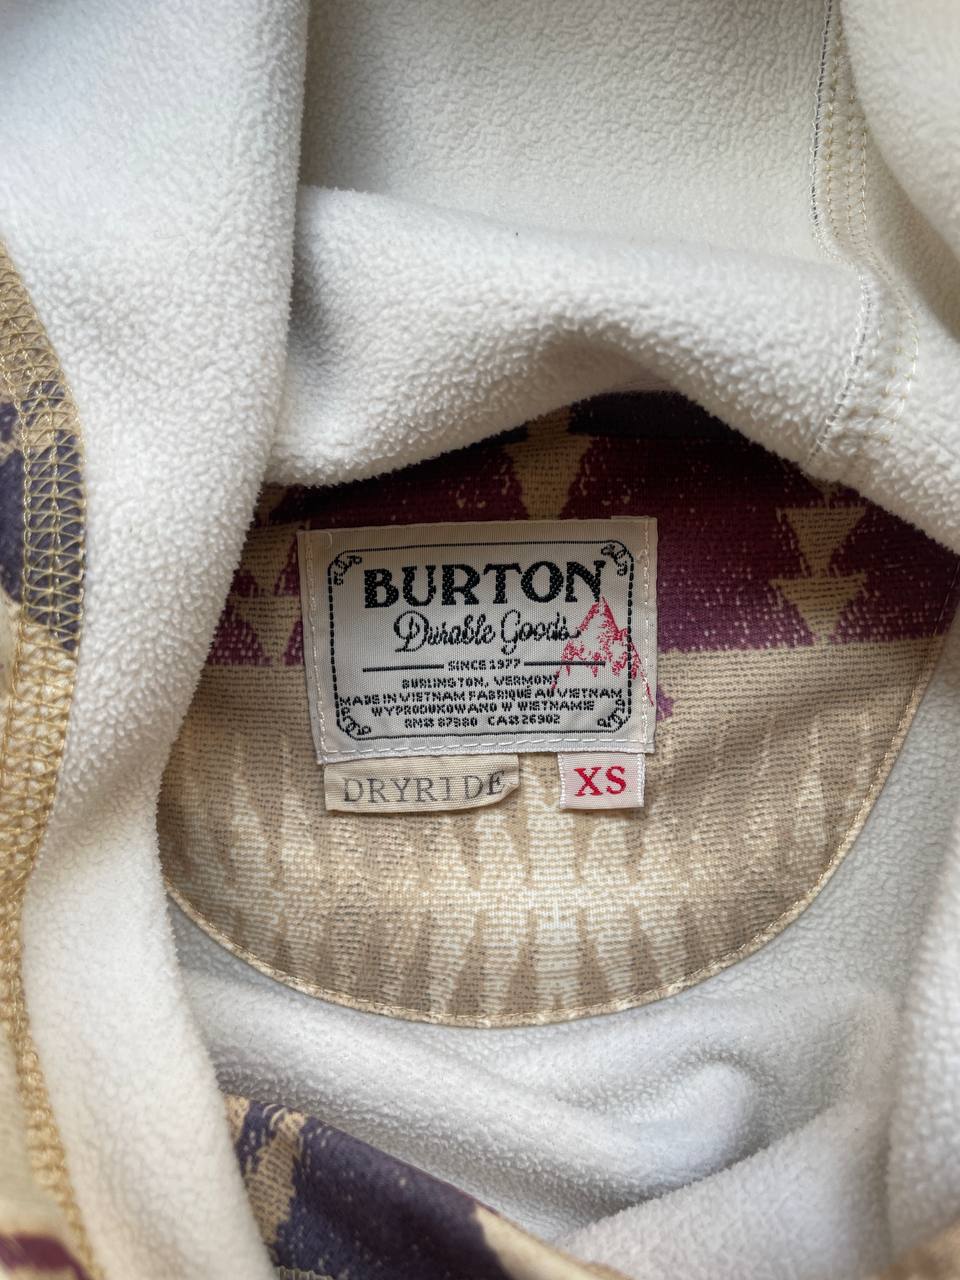 BURTON
Durable Goods
SINCE 1977
BURLINGTON, VERMONT
MADE IN VIETNAM FABRIQUÉ AU VIETNAM
WYPRODUKOWANO W WIETNAMIE
RN# 87380 CA# 26902
DRYRIDE
XS